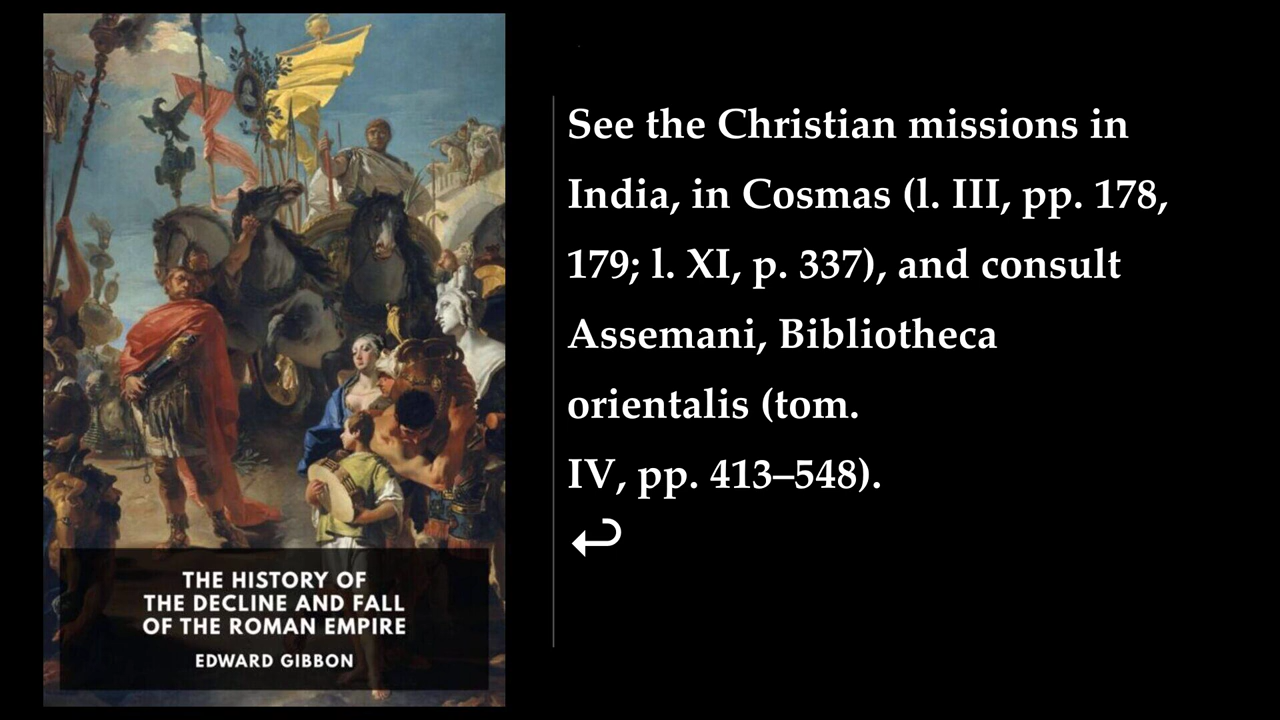 THE HISTORY OF
THE DECLINE AND FALL
OF THE ROMAN EMPIRE
EDWARD GIBBON
See the Christian missions in
India, in Cosmas (l. III, pp. 178,
179; l. XI, p. 337), and consult
Assemani, Bibliotheca
orientalis (tom.
IV, pp. 413–548).
↩